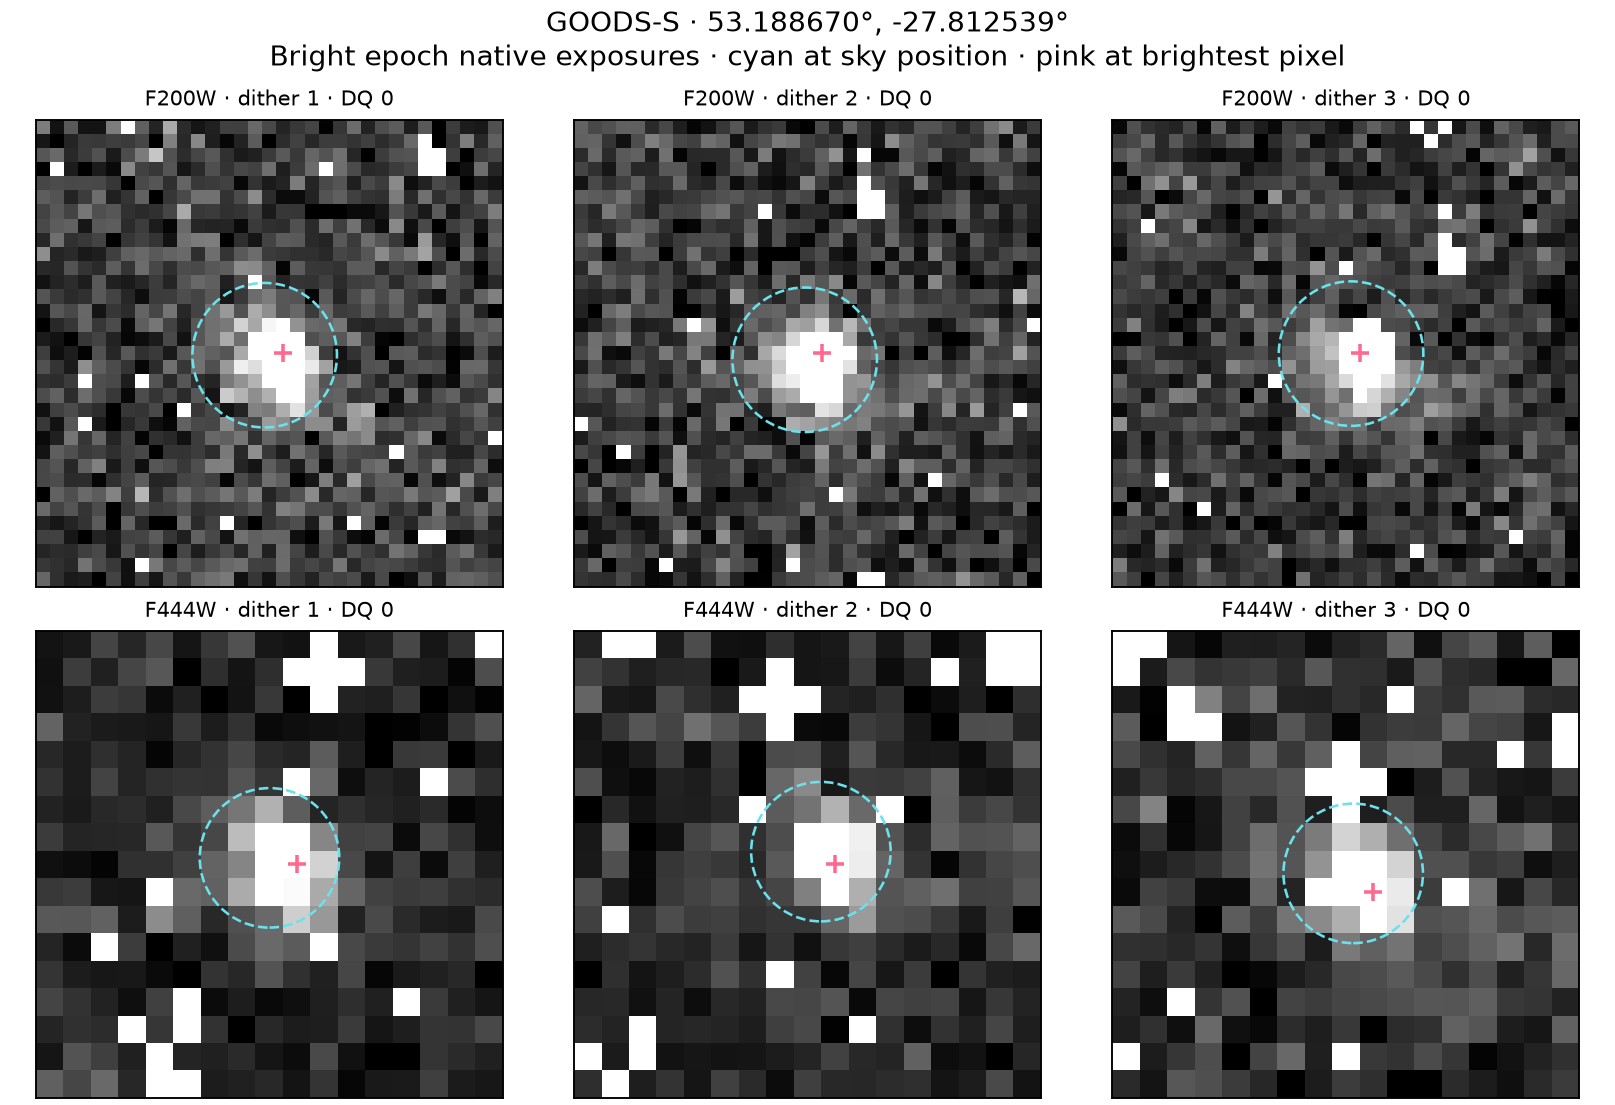 GOODS-S · 53.188670°, -27.812539°
Bright epoch native exposures · cyan at sky position · pink at brightest pixel
F200W · dither 1 · DQ 0
F200W · dither 2 · DQ 0
F200W · dither 3 · DQ 0
F444W · dither 1 · DQ 0
F444W · dither 2 · DQ 0
F444W · dither 3 · DQ 0